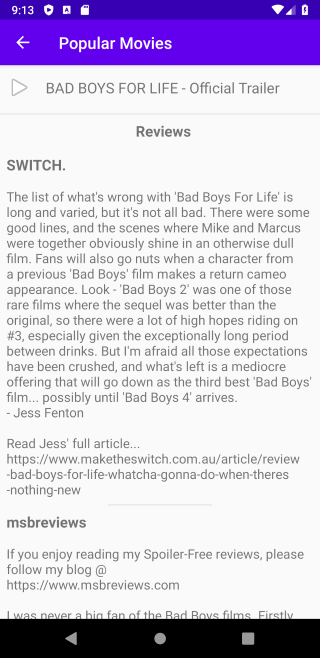 9:13
Popular Movies
BAD BOYS FOR LIFE - Official Trailer
Reviews
SWITCH.
The list of what's wrong with 'Bad Boys For Life' is
long and varied, but it's not all bad. There were some
good lines, and the scenes where Mike and Marcus
were together obviously shine in an otherwise dull
film. Fans will also go nuts when a character from
a previous 'Bad Boys' film makes a return cameo
appearance. Look - 'Bad Boys 2' was one of those
rare films where the sequel was better than the
original, so there were a lot of high hopes riding on
#3, especially given the exceptionally long period
between drinks. But I'm afraid all those expectations
have been crushed, and what's left is a mediocre
offering that will go down as the third best 'Bad Boys'
film... possibly until 'Bad Boys 4' arrives.
- Jess Fenton
Read Jess' full article...
https://www.maketheswitch.com.au/article/review
-bad-boys-for-life-whatcha-gonna-do-when-theres
-nothing-new
msbreviews
If you enjoy reading my Spoiler-Free reviews, please
follow my blog @
https://www.msbreviews.com
I was never a big fan of the Bad Boys films. Firstly,